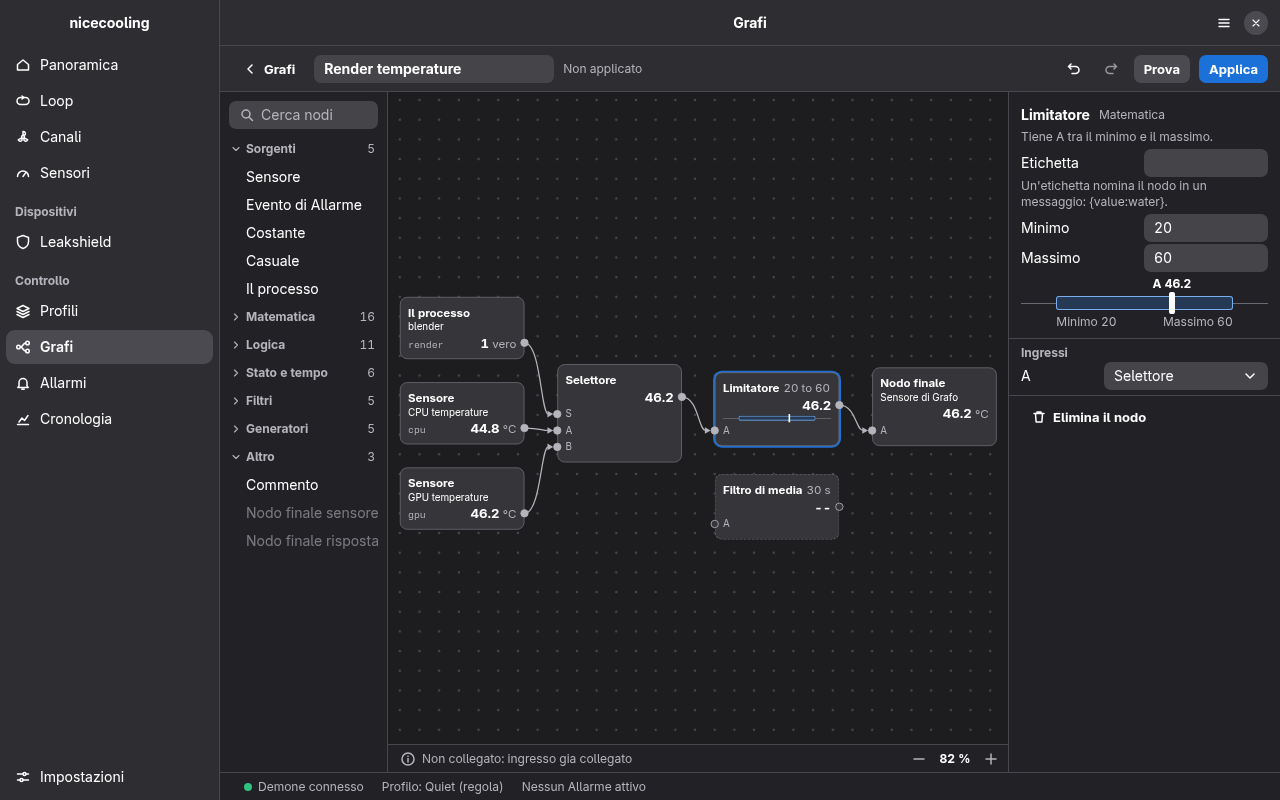 nicecooling
Grafi
Panoramica
Loop
Canali
Sensori
Dispositivi
Leakshield
Controllo
Profili
Grafi
Allarmi
Cronologia
Impostazioni
Grafi
Render temperature
Non applicato
Prova
Applica
Cerca nodi
Sorgenti 5
Sensore
Evento di Allarme
Costante
Casuale
Il processo
Matematica 16
Logica 11
Stato e tempo 6
Filtri 5
Generatori 5
Altro 3
Commento
Nodo finale sensore
Nodo finale risposta
Il processo
blender
render 1 vero
Sensore
CPU temperature
cpu 44.8 °C
Sensore
GPU temperature
gpu 46.2 °C
Selettore
46.2
S
A
B
Limitatore 20 to 60
46.2
A
Filtro di media 30 s
--
A
Nodo finale
Sensore di Grafo
46.2 °C
A
Non collegato: ingresso gia collegato
82 %
Limitatore Matematica
Tiene A tra il minimo e il massimo.
Etichetta
Un'etichetta nomina il nodo in un
messaggio: {value:water}.
Minimo 20
Massimo 60
A 46.2
Minimo 20 Massimo 60
Ingressi
A Selettore
Elimina il nodo
Demone connesso
Profilo: Quiet (regola)
Nessun Allarme attivo